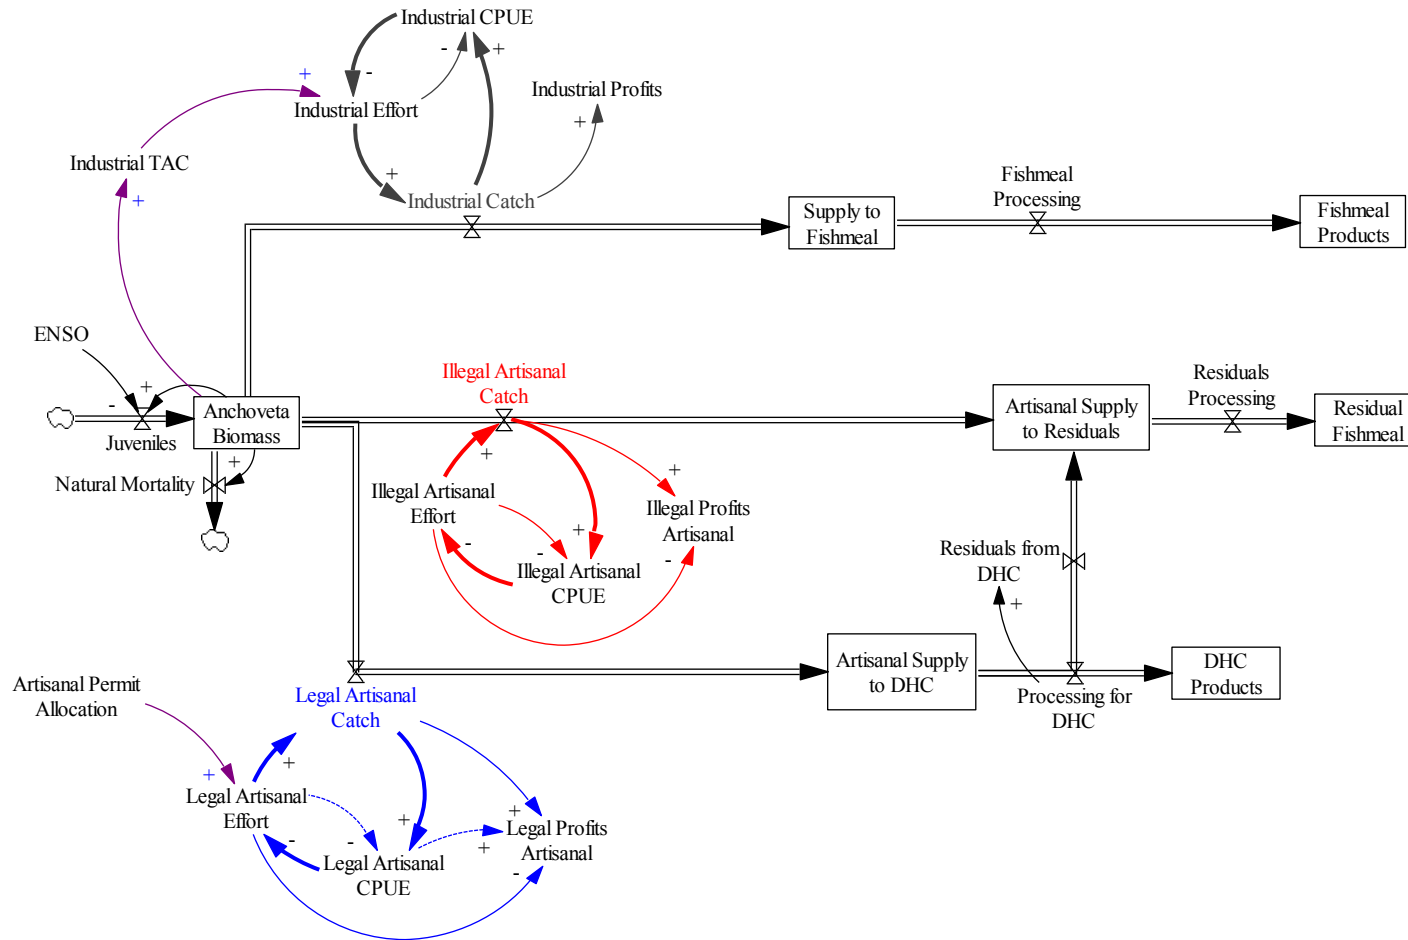 Industrial CPUE
-
+
-
+
Industrial Profits
Industrial Effort
+
Industrial TAC
+
Industrial Catch
+
Fishmeal
Processing
Supply to
Fishmeal
Fishmeal
Products
ENSO
+
-
Juveniles
Anchoveta
Biomass
+
Natural Mortality
Illegal Artisanal
Catch
+
+
Illegal Artisanal
Effort
Illegal Profits
Artisanal
+
-
-
-
Illegal Artisanal
CPUE
Artisanal Supply
to Residuals
Residuals
Processing
Residual
Fishmeal
Residuals from
DHC
+
Artisanal Supply
to DHC
Processing for
DHC
DHC
Products
Artisanal Permit
Allocation
Legal Artisanal
Catch
+
+
Legal Artisanal
Effort
-
-
+
+
+
Legal Profits
Artisanal
-
Legal Artisanal
CPUE